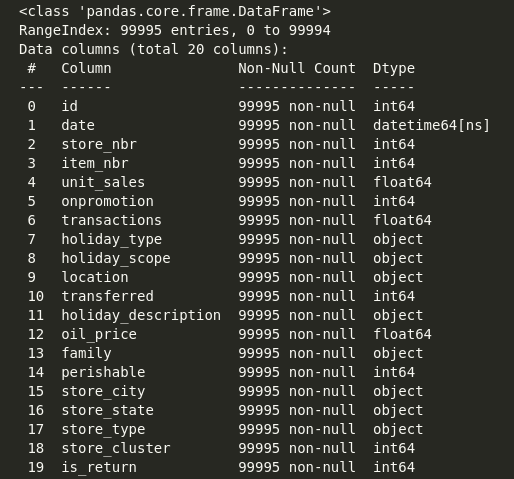 <class 'pandas.core.frame.DataFrame'>
RangeIndex: 99995 entries, 0 to 99994
Data columns (total 20 columns):
 #   Column               Non-Null Count  Dtype
---  ------               --------------  -----
 0   id                   99995 non-null  int64
 1   date                 99995 non-null  datetime64[ns]
 2   store_nbr            99995 non-null  int64
 3   item_nbr             99995 non-null  int64
 4   unit_sales           99995 non-null  float64
 5   onpromotion          99995 non-null  int64
 6   transactions         99995 non-null  float64
 7   holiday_type         99995 non-null  object
 8   holiday_scope        99995 non-null  object
 9   location             99995 non-null  object
 10  transferred          99995 non-null  int64
 11  holiday_description  99995 non-null  object
 12  oil_price            99995 non-null  float64
 13  family               99995 non-null  object
 14  perishable           99995 non-null  int64
 15  store_city           99995 non-null  object
 16  store_state          99995 non-null  object
 17  store_type           99995 non-null  object
 18  store_cluster        99995 non-null  int64
 19  is_return            99995 non-null  int64